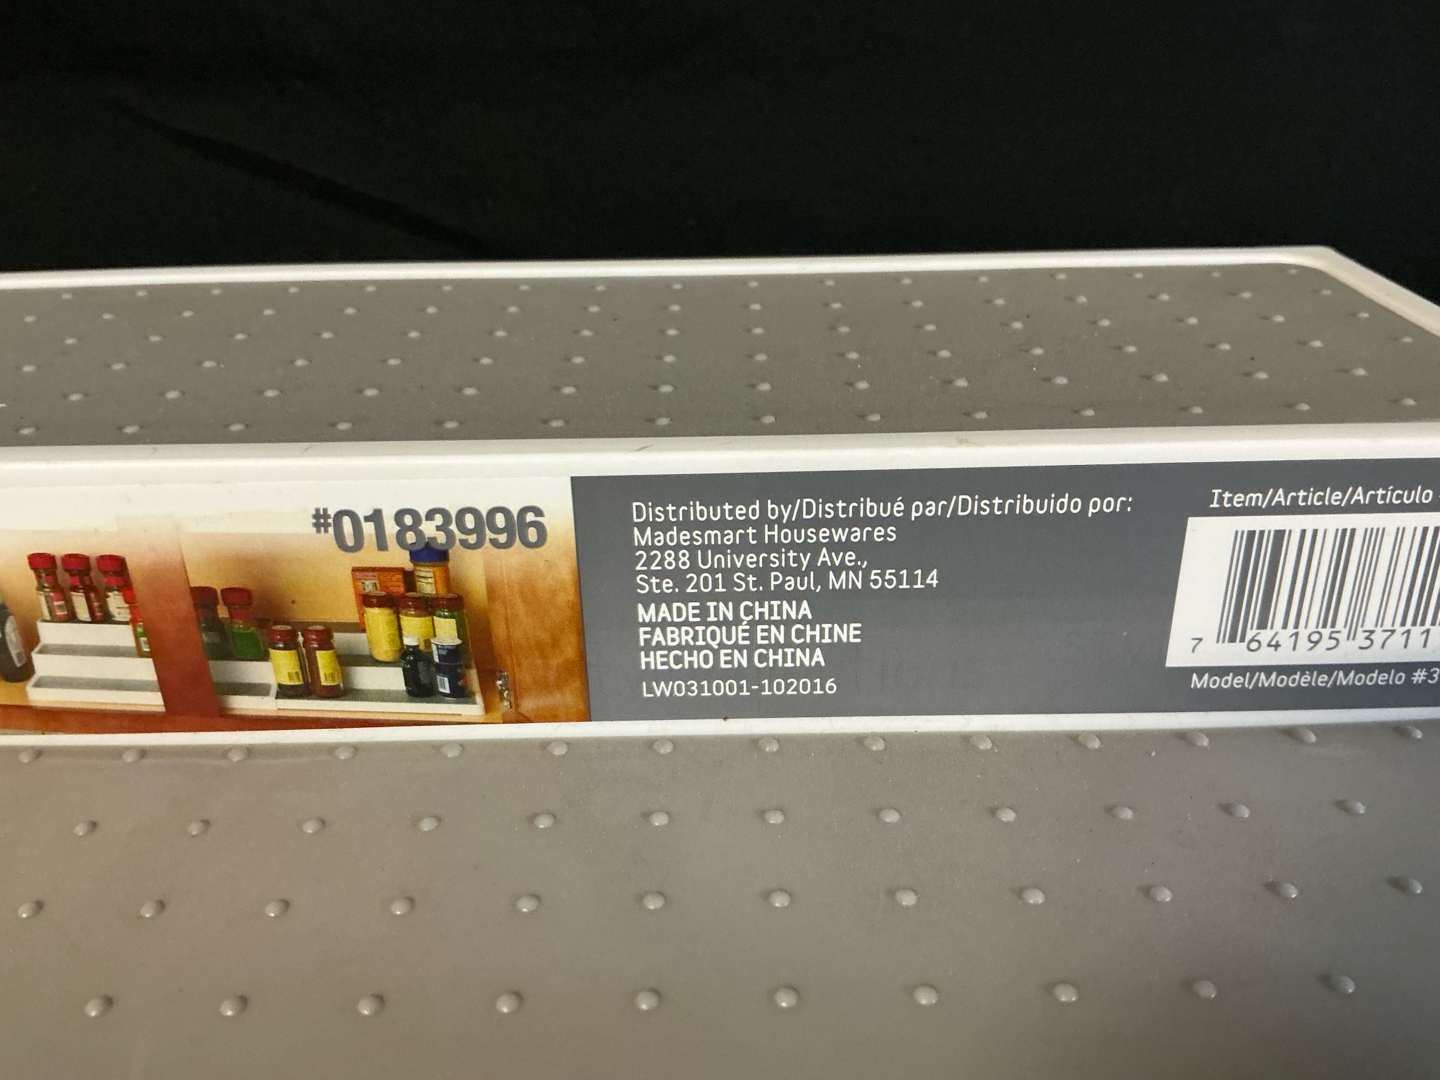 #0183996
Distributed by/Distribué par/Distribuido por:
Madesmart Housewares
2288 University Ave.,
Ste. 201 St. Paul, MN 55114
MADE IN CHINA
FABRIQUÉ EN CHINE
HECHO EN CHINA
LW031001-102016
Item/Article/Artículo
7 64195 3711
Model/Modèle/Modelo #3